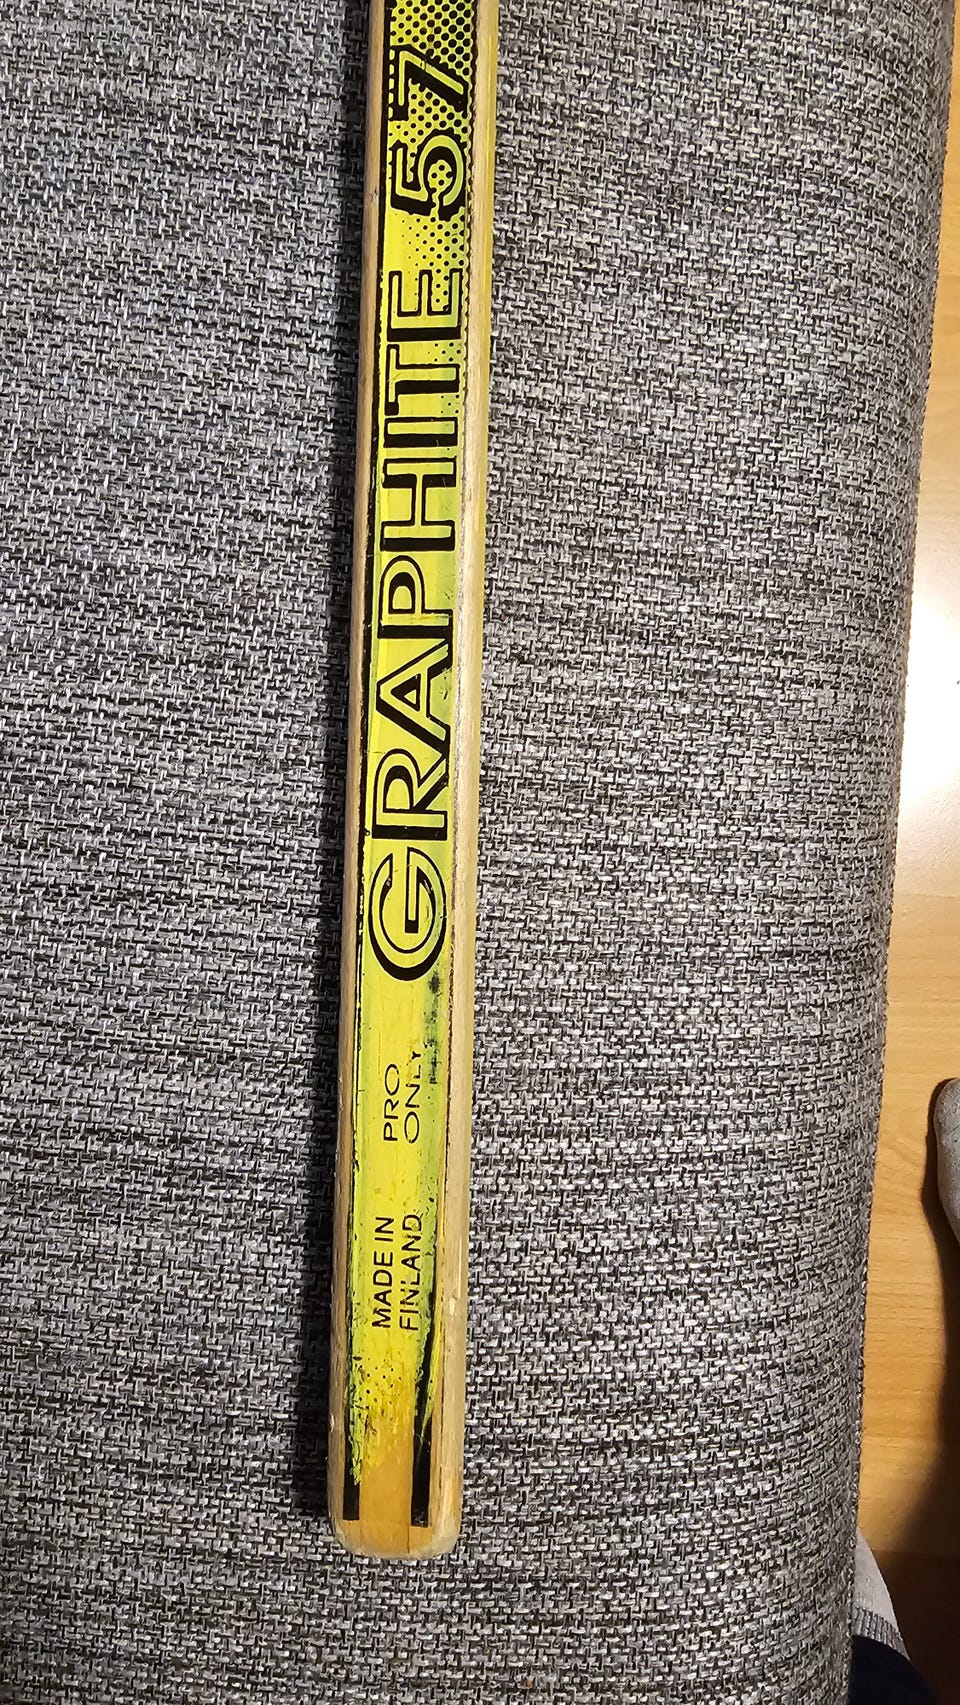 MADE IN
FINLAND
PRO
ONLY
GRAPHITE 57